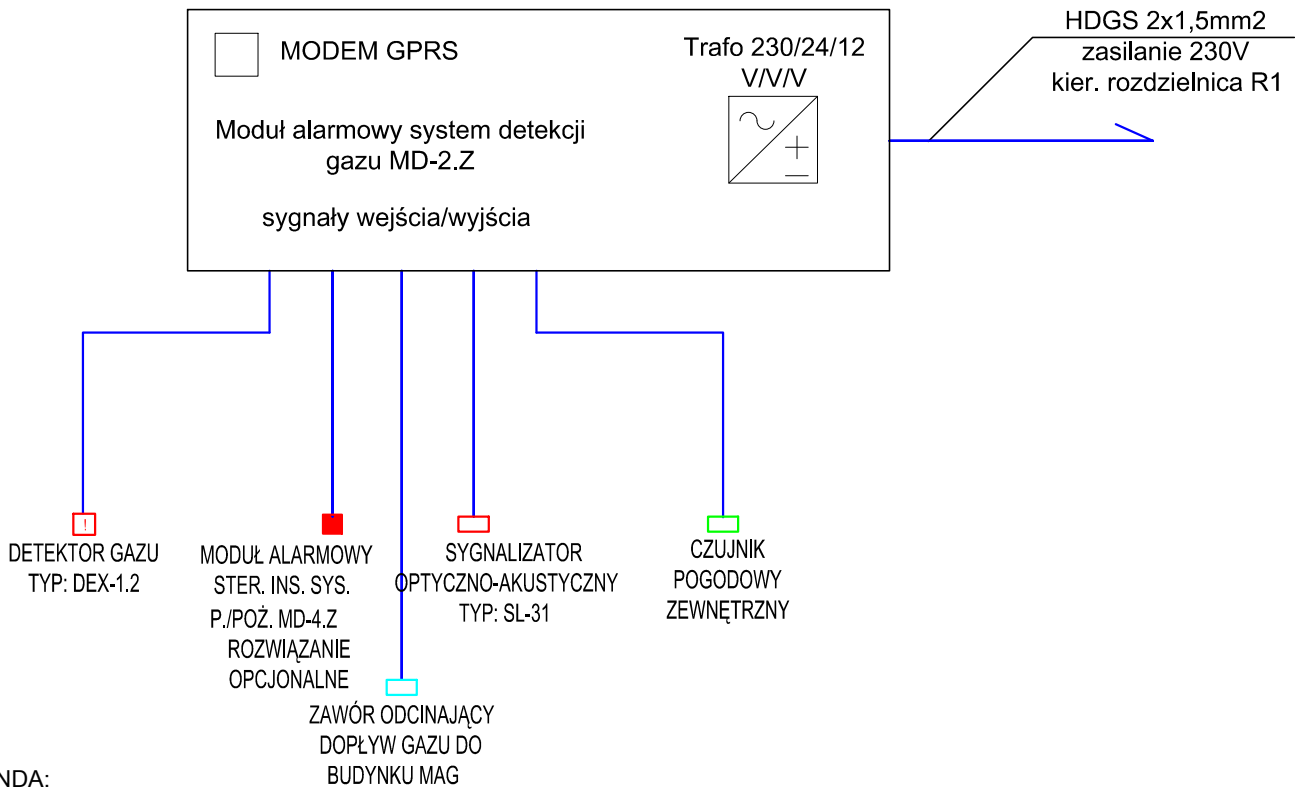 MODEM GPRS
Trafo 230/24/12
V/V/V
Moduł alarmowy system detekcji
gazu MD-2.Z
sygnały wejścia/wyjścia
HDGS 2x1,5mm2
zasilanie 230V
kier. rozdzielnica R1
!
DETEKTOR GAZU
TYP: DEX-1.2
MODUŁ ALARMOWY
STER. INS. SYS.
P./POŻ. MD-4.Z
ROZWIĄZANIE
OPCJONALNE
ZAWÓR ODCINAJĄCY
DOPŁYW GAZU DO
BUDYNKU MAG
SYGNALIZATOR
OPTYCZNO-AKUSTYCZNY
TYP: SL-31
CZUJNIK
POGODOWY
ZEWNĘTRZNY
NDA: